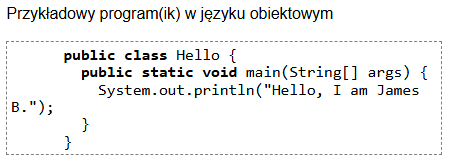 Przykładowy program(ik) w języku obiektowym
public class Hello {
public static void main(String[] args) {
System.out.println("Hello, I am James
B.");
}
}